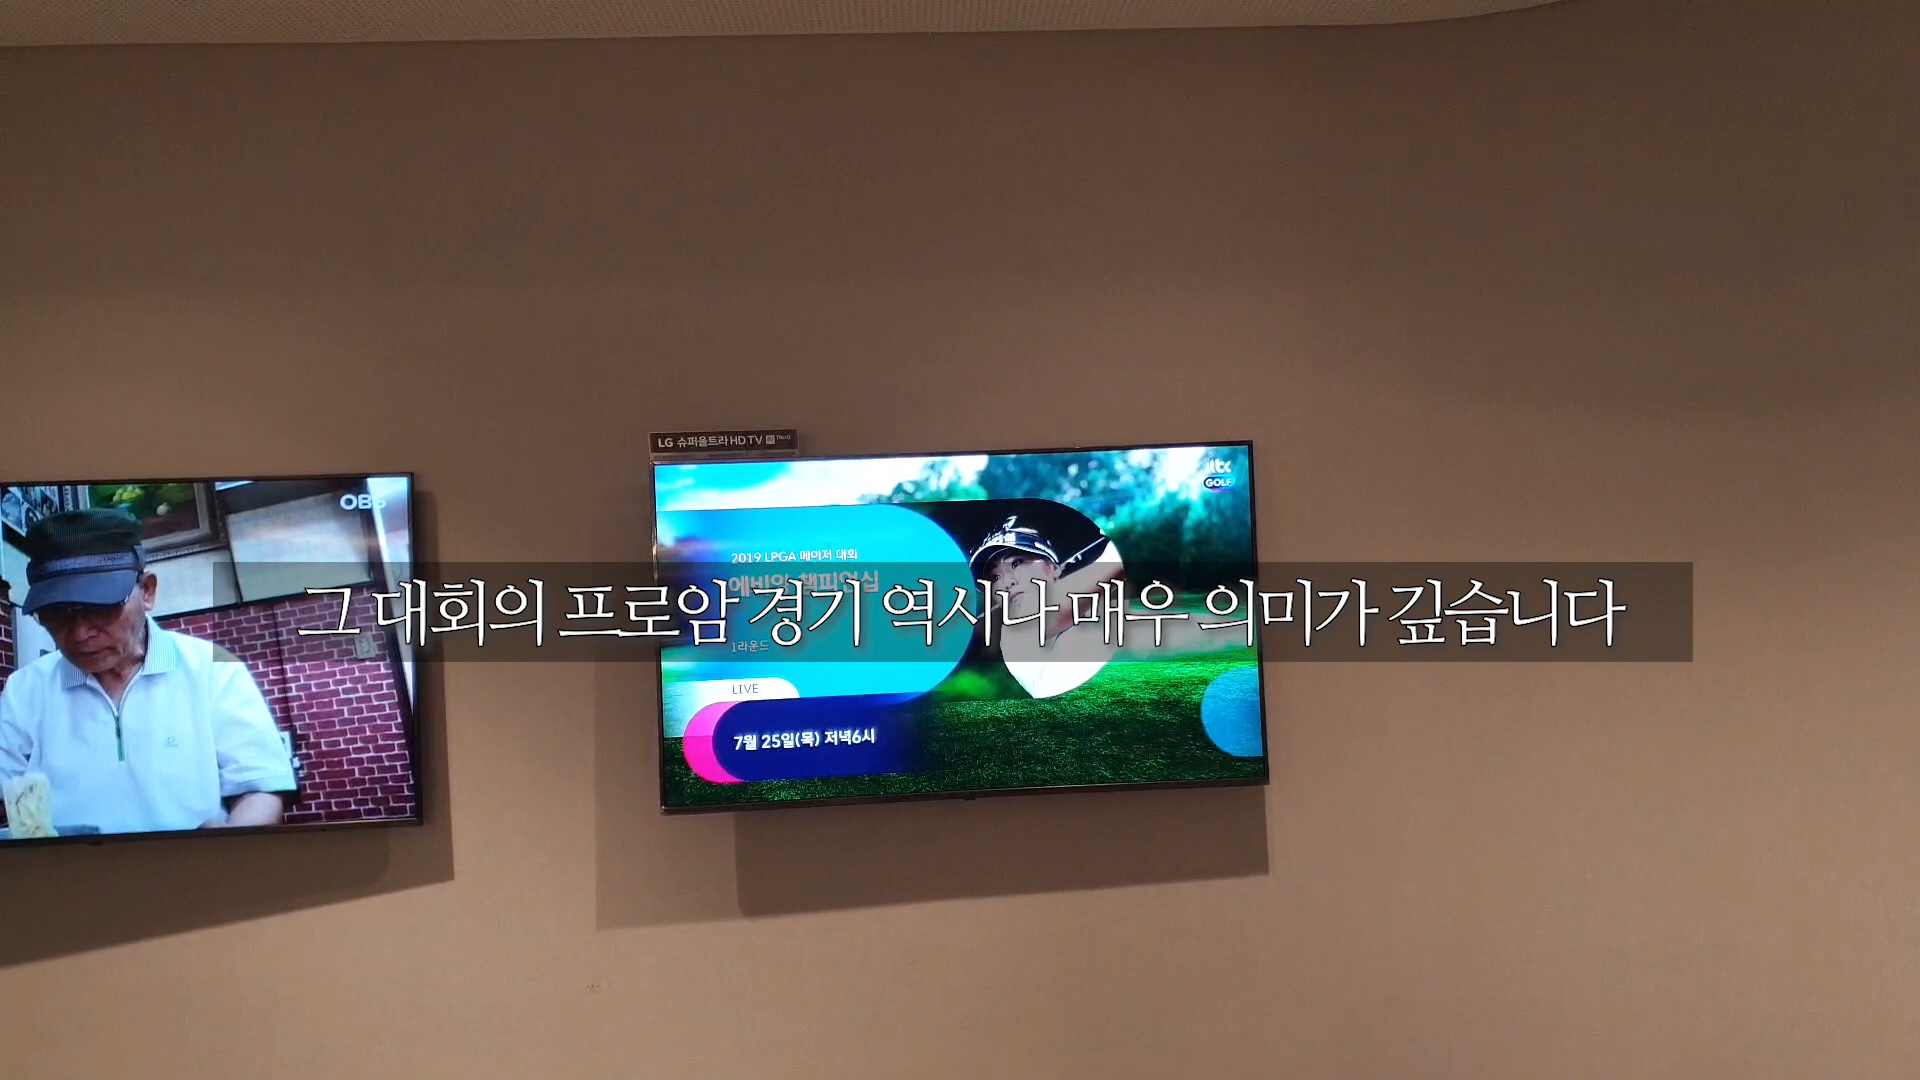 LG 슈퍼울트라 HD TV AI ThinQ
OBS
jtbc
GOLF
2019 LPGA 메이저 대회
에비앙 챔피언십
그 대회의 프로암 경기 역시나 매우 의미가 깊습니다
1라운드
LIVE
7월 25일(목) 저녁6시